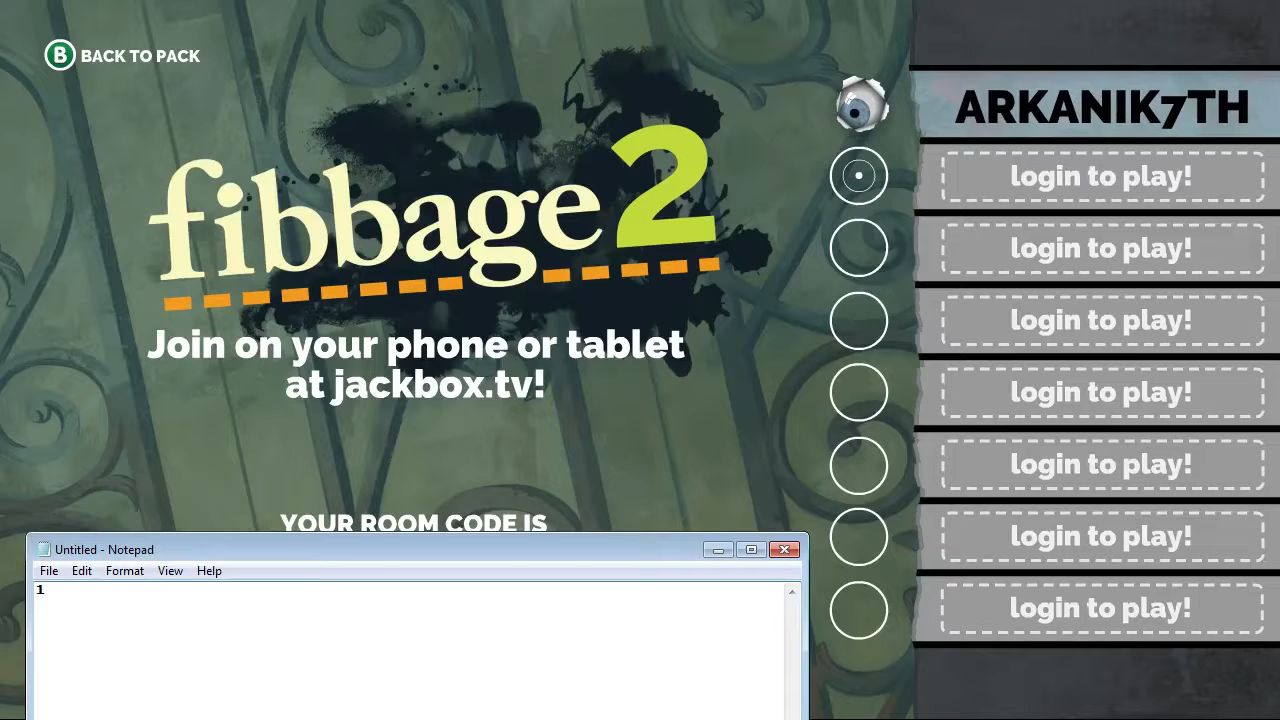 B BACK TO PACK
fibbage 2
Join on your phone or tablet
at jackbox.tv!
YOUR ROOM CODE IS
ARKANIK7TH
login to play!
login to play!
login to play!
login to play!
login to play!
login to play!
login to play!
Untitled - Notepad
File Edit Format View Help
1